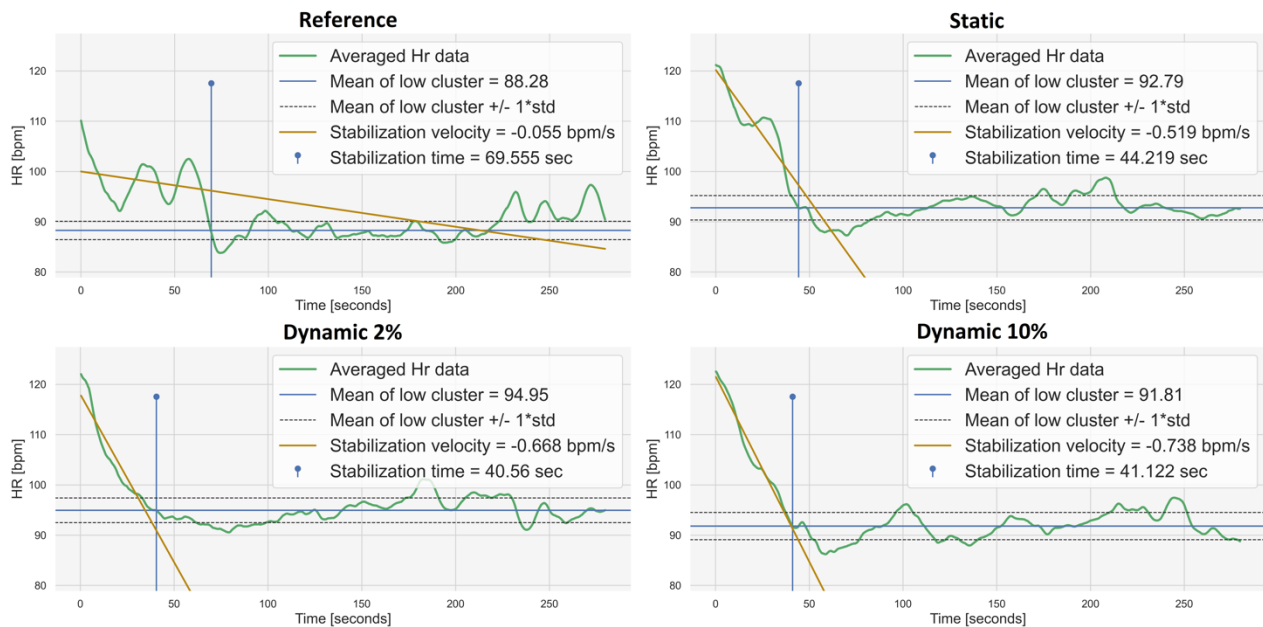 Reference
Averaged Hr data
Mean of low cluster = 88.28
Mean of low cluster +/- 1*std
Stabilization velocity = -0.055 bpm/s
Stabilization time = 69.555 sec
HR [bpm]
120
110
100
90
80
0 50 100 150 200 250
Time [seconds]
Static
Averaged Hr data
Mean of low cluster = 92.79
Mean of low cluster +/- 1*std
Stabilization velocity = -0.519 bpm/s
Stabilization time = 44.219 sec
HR [bpm]
120
110
100
90
80
0 50 100 150 200 250
Time [seconds]
Dynamic 2%
Averaged Hr data
Mean of low cluster = 94.95
Mean of low cluster +/- 1*std
Stabilization velocity = -0.668 bpm/s
Stabilization time = 40.56 sec
HR [bpm]
120
110
100
90
80
0 50 100 150 200 250
Time [seconds]
Dynamic 10%
Averaged Hr data
Mean of low cluster = 91.81
Mean of low cluster +/- 1*std
Stabilization velocity = -0.738 bpm/s
Stabilization time = 41.122 sec
HR [bpm]
120
110
100
90
80
0 50 100 150 200 250
Time [seconds]